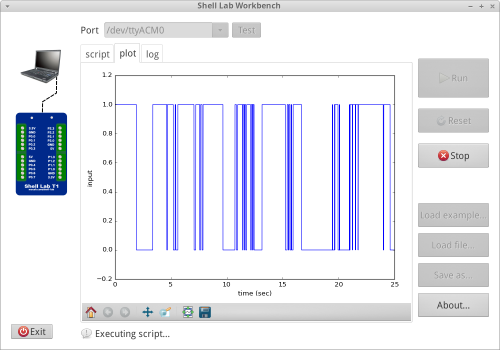 Shell Lab Workbench
Port /dev/ttyACM0 Test
script plot log
Run
Reset
Stop
Load example...
Load file...
Save as...
About...
1.2
1.0
0.8
0.6
0.4
0.2
0.0
−0.2
input
0 5 10 15 20 25
time (sec)
Shell Lab T1
Exit
Executing script...